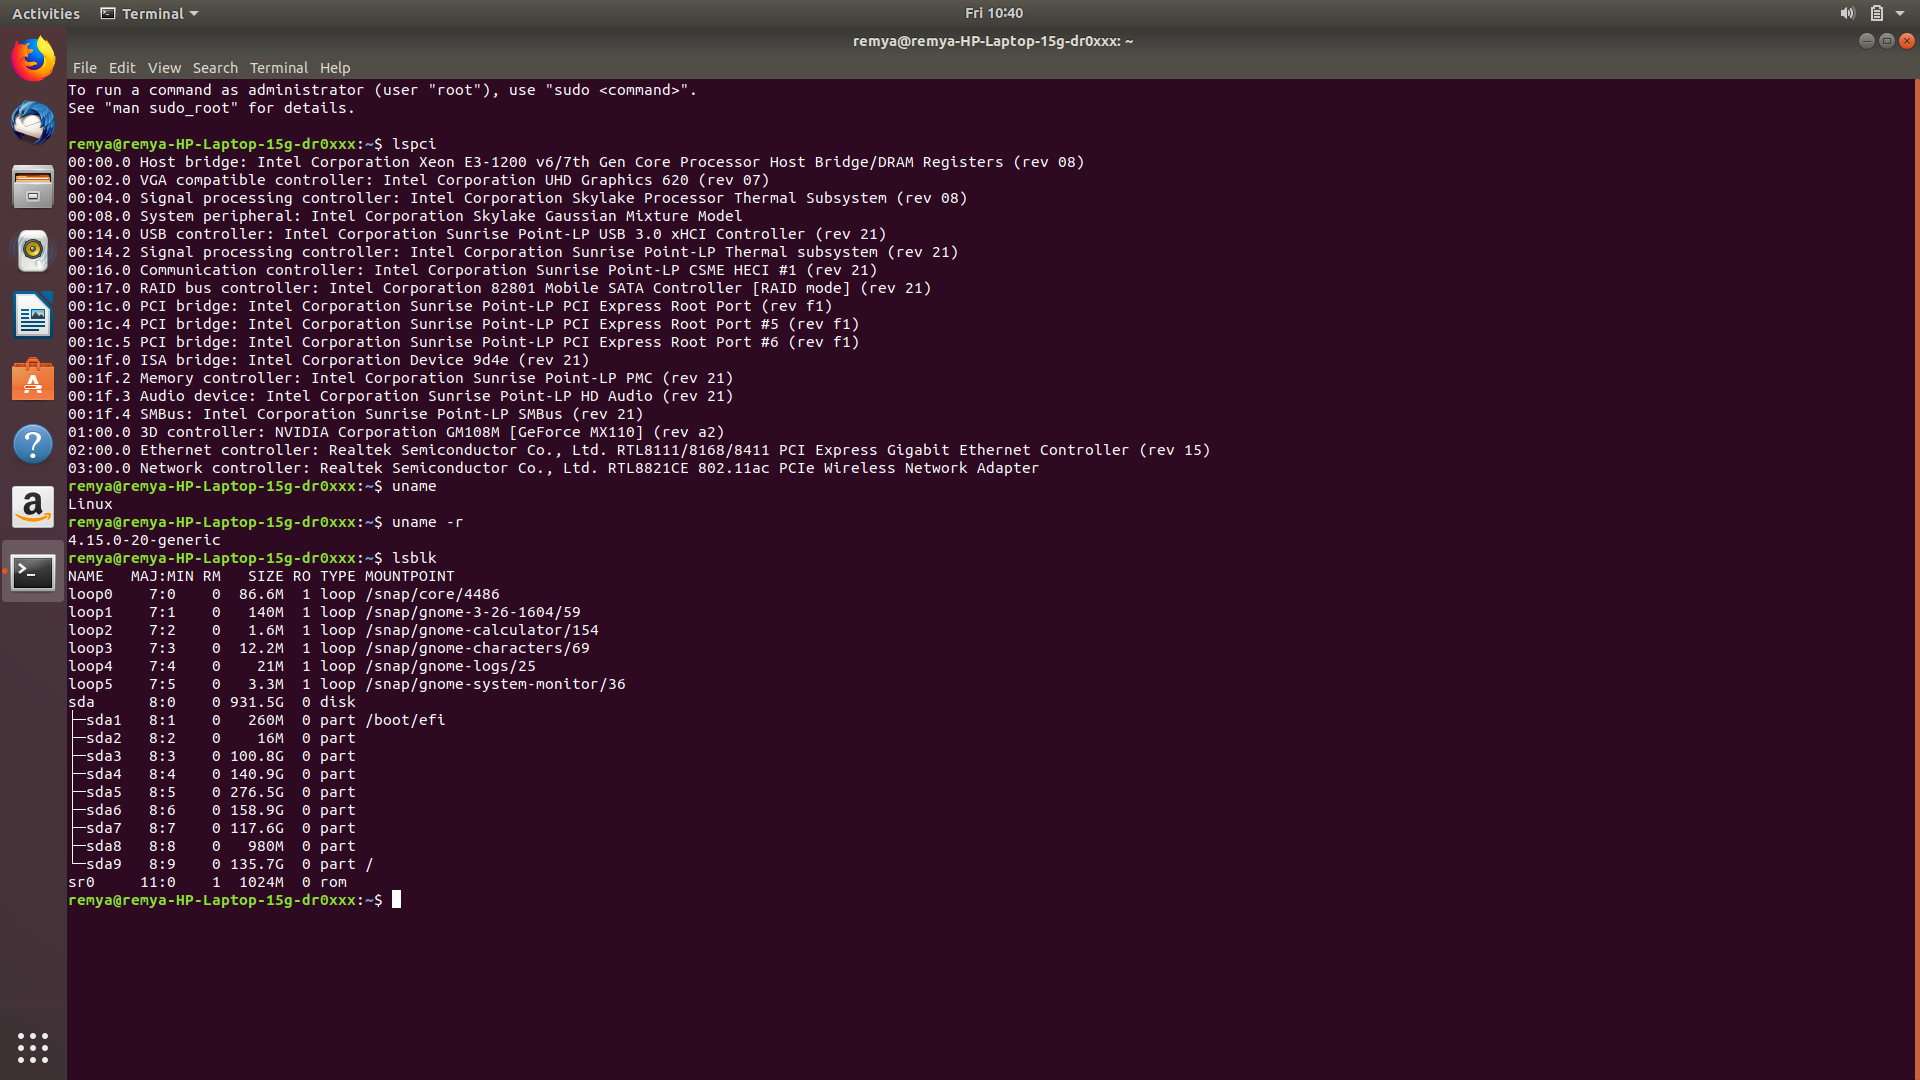 Activities Terminal Fri 10:40
remya@remya-HP-Laptop-15g-dr0xxx: ~
File Edit View Search Terminal Help
To run a command as administrator (user "root"), use "sudo <command>".
See "man sudo_root" for details.
remya@remya-HP-Laptop-15g-dr0xxx:~$ lspci
00:00.0 Host bridge: Intel Corporation Xeon E3-1200 v6/7th Gen Core Processor Host Bridge/DRAM Registers (rev 08)
00:02.0 VGA compatible controller: Intel Corporation UHD Graphics 620 (rev 07)
00:04.0 Signal processing controller: Intel Corporation Skylake Processor Thermal Subsystem (rev 08)
00:08.0 System peripheral: Intel Corporation Skylake Gaussian Mixture Model
00:14.0 USB controller: Intel Corporation Sunrise Point-LP USB 3.0 xHCI Controller (rev 21)
00:14.2 Signal processing controller: Intel Corporation Sunrise Point-LP Thermal subsystem (rev 21)
00:16.0 Communication controller: Intel Corporation Sunrise Point-LP CSME HECI #1 (rev 21)
00:17.0 RAID bus controller: Intel Corporation 82801 Mobile SATA Controller [RAID mode] (rev 21)
00:1c.0 PCI bridge: Intel Corporation Sunrise Point-LP PCI Express Root Port (rev f1)
00:1c.4 PCI bridge: Intel Corporation Sunrise Point-LP PCI Express Root Port #5 (rev f1)
00:1c.5 PCI bridge: Intel Corporation Sunrise Point-LP PCI Express Root Port #6 (rev f1)
00:1f.0 ISA bridge: Intel Corporation Device 9d4e (rev 21)
00:1f.2 Memory controller: Intel Corporation Sunrise Point-LP PMC (rev 21)
00:1f.3 Audio device: Intel Corporation Sunrise Point-LP HD Audio (rev 21)
00:1f.4 SMBus: Intel Corporation Sunrise Point-LP SMBus (rev 21)
01:00.0 3D controller: NVIDIA Corporation GM108M [GeForce MX110] (rev a2)
02:00.0 Ethernet controller: Realtek Semiconductor Co., Ltd. RTL8111/8168/8411 PCI Express Gigabit Ethernet Controller (rev 15)
03:00.0 Network controller: Realtek Semiconductor Co., Ltd. RTL8821CE 802.11ac PCIe Wireless Network Adapter
remya@remya-HP-Laptop-15g-dr0xxx:~$ uname
Linux
remya@remya-HP-Laptop-15g-dr0xxx:~$ uname -r
4.15.0-20-generic
remya@remya-HP-Laptop-15g-dr0xxx:~$ lsblk
NAME   MAJ:MIN RM   SIZE RO TYPE MOUNTPOINT
loop0    7:0    0  86.6M  1 loop /snap/core/4486
loop1    7:1    0   140M  1 loop /snap/gnome-3-26-1604/59
loop2    7:2    0   1.6M  1 loop /snap/gnome-calculator/154
loop3    7:3    0  12.2M  1 loop /snap/gnome-characters/69
loop4    7:4    0    21M  1 loop /snap/gnome-logs/25
loop5    7:5    0   3.3M  1 loop /snap/gnome-system-monitor/36
sda      8:0    0 931.5G  0 disk
├─sda1   8:1    0   260M  0 part /boot/efi
├─sda2   8:2    0    16M  0 part
├─sda3   8:3    0 100.8G  0 part
├─sda4   8:4    0 140.9G  0 part
├─sda5   8:5    0 276.5G  0 part
├─sda6   8:6    0 158.9G  0 part
├─sda7   8:7    0 117.6G  0 part
├─sda8   8:8    0   980M  0 part
└─sda9   8:9    0 135.7G  0 part /
sr0     11:0    1  1024M  0 rom
remya@remya-HP-Laptop-15g-dr0xxx:~$